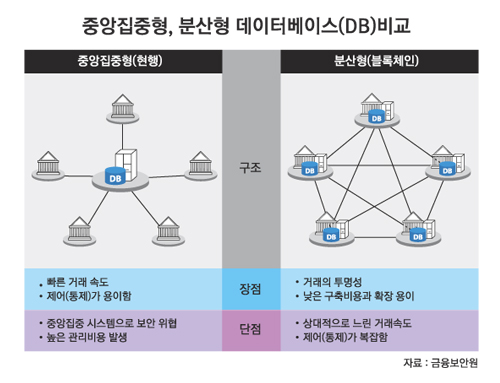 중앙집중형, 분산형 데이터베이스(DB)비교
중앙집중형(현행)
분산형(블록체인)
구조
DB
DB
DB
DB
DB
DB
• 빠른 거래 속도
• 제어(통제)가 용이함
장점
• 거래의 투명성
• 낮은 구축비용과 확장 용이
• 중앙집중 시스템으로 보안 위협
• 높은 관리비용 발생
단점
• 상대적으로 느린 거래속도
• 제어(통제)가 복잡함
자료 : 금융보안원